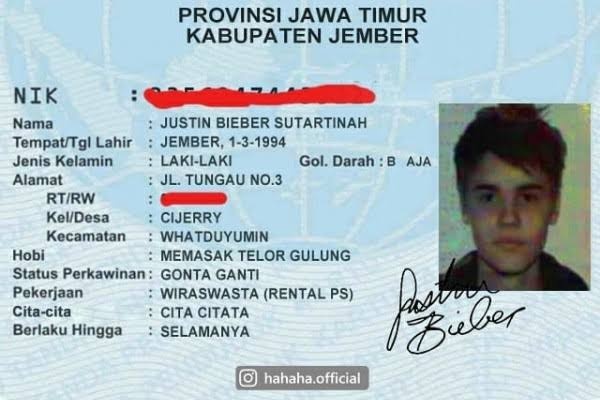 PROVINSI JAWA TIMUR
KABUPATEN JEMBER
NIK :
Nama : JUSTIN BIEBER SUTARTINAH
Tempat/Tgl Lahir : JEMBER, 1-3-1994
Jenis Kelamin : LAKI-LAKI Gol. Darah : B AJA
Alamat : JL. TUNGAU NO.3
RT/RW :
Kel/Desa : CIJERRY
Kecamatan : WHATDUYUMIN
Hobi : MEMASAK TELOR GULUNG
Status Perkawinan : GONTA GANTI
Pekerjaan : WIRASWASTA (RENTAL PS)
Cita-cita : CITA CITATA
Berlaku Hingga : SELAMANYA
Justin
Bieber
hahaha.official